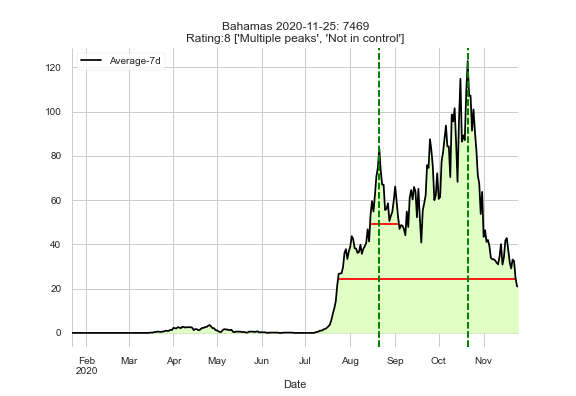 Bahamas 2020-11-25: 7469
Rating:8 ['Multiple peaks', 'Not in control']
Average-7d
120
100
80
60
40
20
0
Feb Mar Apr May Jun Jul Aug Sep Oct Nov
2020
Date